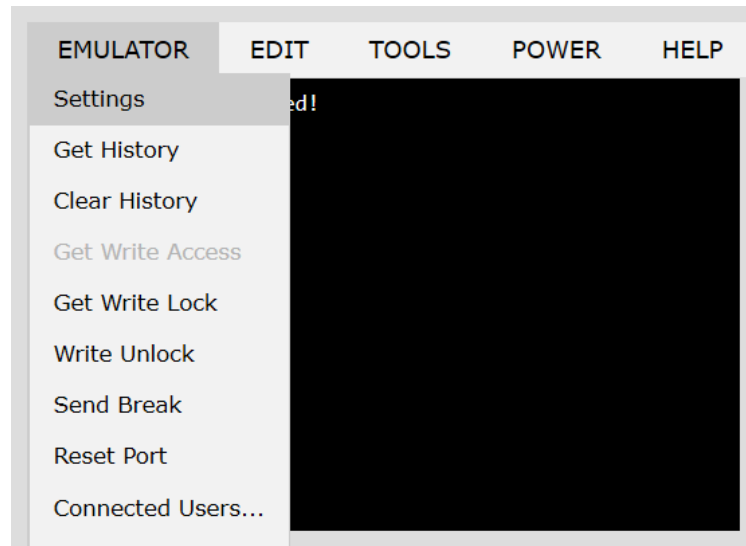 EMULATOR EDIT TOOLS POWER HELP
Settings
ed!
Get History
Clear History
Get Write Access
Get Write Lock
Write Unlock
Send Break
Reset Port
Connected Users...